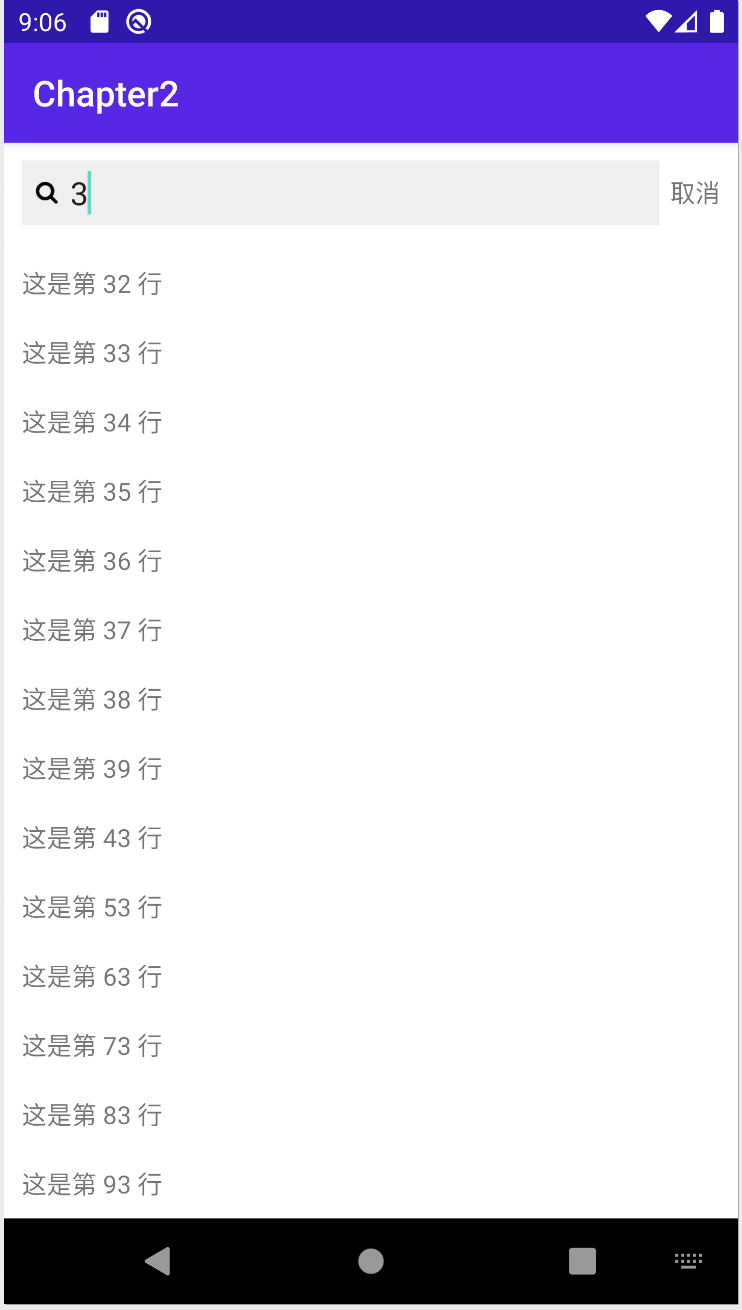 9:06
Chapter2
3 取消
这是第 32 行
这是第 33 行
这是第 34 行
这是第 35 行
这是第 36 行
这是第 37 行
这是第 38 行
这是第 39 行
这是第 43 行
这是第 53 行
这是第 63 行
这是第 73 行
这是第 83 行
这是第 93 行